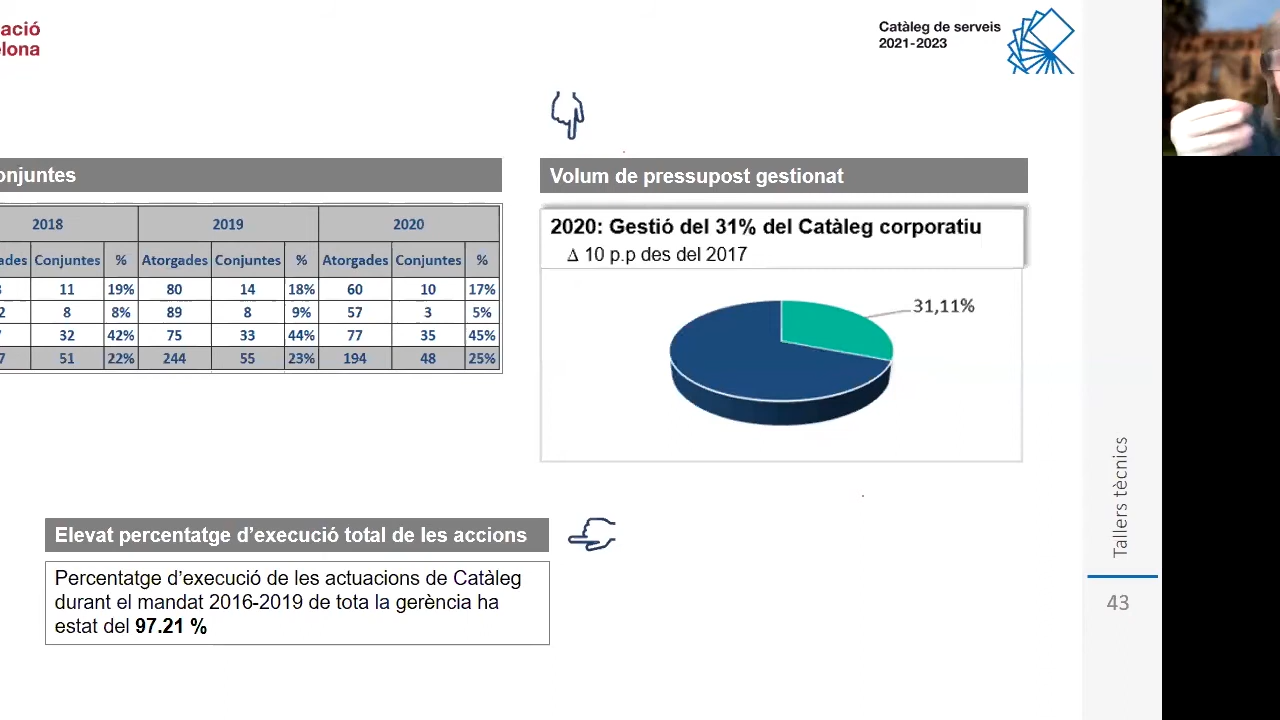 ació
elona
Catàleg de serveis
2021-2023
onjuntes
2018 2019 2020
ades Conjuntes % Atorgades Conjuntes % Atorgades Conjuntes %
11 19% 80 14 18% 60 10 17%
2 8 8% 89 8 9% 57 3 5%
32 42% 75 33 44% 77 35 45%
7 51 22% 244 55 23% 194 48 25%
Volum de pressupost gestionat
2020: Gestió del 31% del Catàleg corporatiu
Δ 10 p.p des del 2017
31,11%
Elevat percentatge d’execució total de les accions
Percentatge d’execució de les actuacions de Catàleg
durant el mandat 2016-2019 de tota la gerència ha
estat del 97.21 %
Tallers tècnics
43